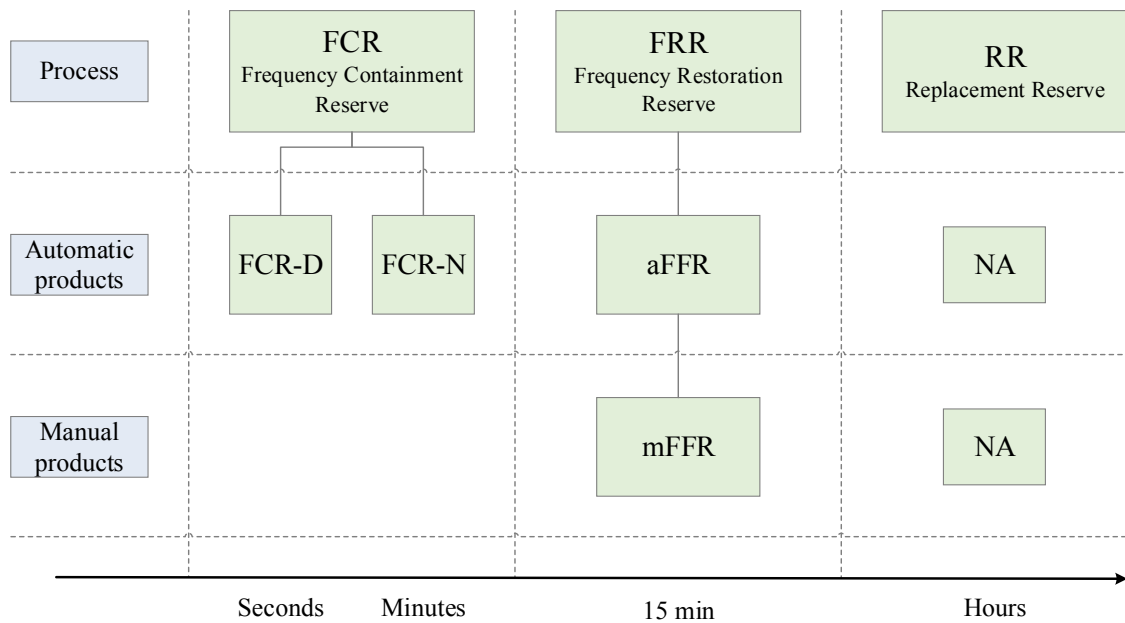 Process
FCR
Frequency Containment
Reserve
FRR
Frequency Restoration
Reserve
RR
Replacement Reserve
Automatic
products
FCR-D
FCR-N
aFFR
NA
Manual
products
mFFR
NA
Seconds
Minutes
15 min
Hours